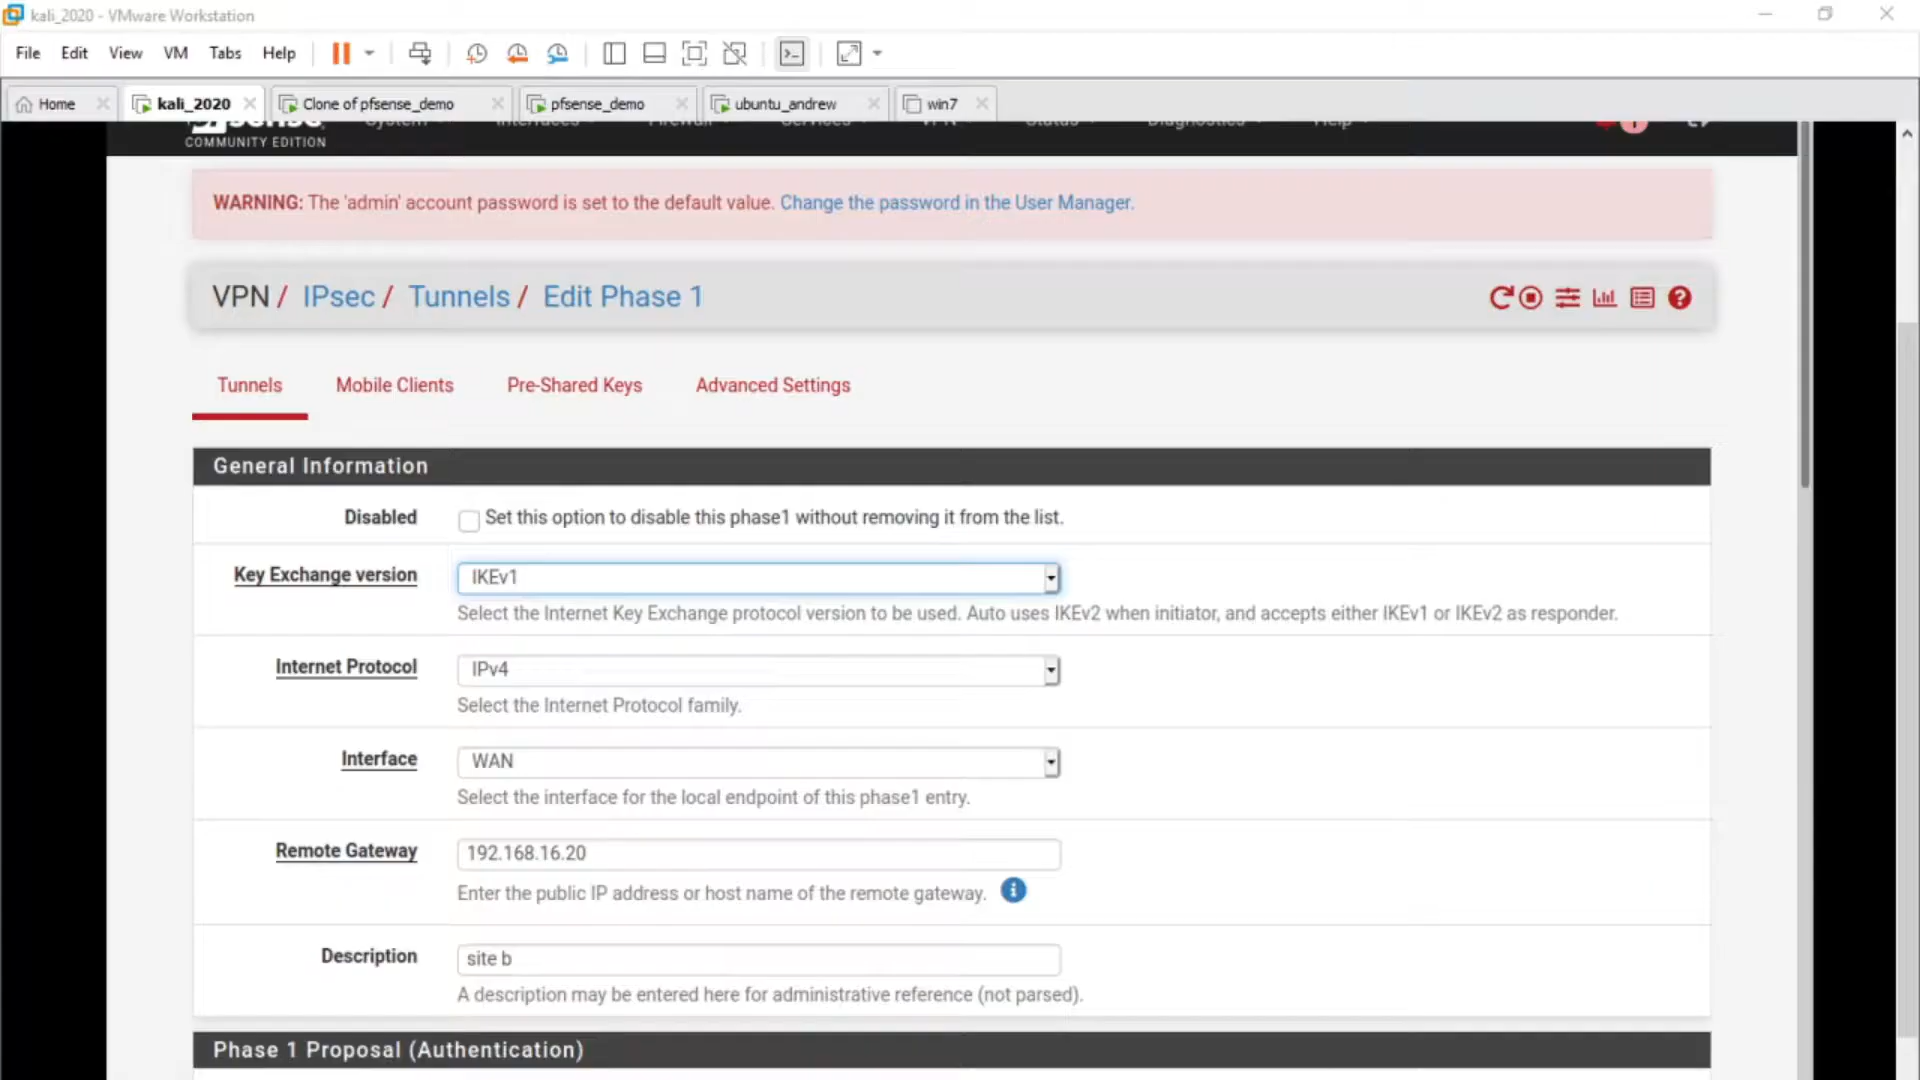 kali_2020 - VMware Workstation
File Edit View VM Tabs Help
Home kali_2020 Clone of pfsense_demo pfsense_demo ubuntu_andrew win7
COMMUNITY EDITION
WARNING: The 'admin' account password is set to the default value. Change the password in the User Manager.
VPN / IPsec / Tunnels / Edit Phase 1
Tunnels Mobile Clients Pre-Shared Keys Advanced Settings
General Information
Disabled Set this option to disable this phase1 without removing it from the list.
Key Exchange version IKEv1
Select the Internet Key Exchange protocol version to be used. Auto uses IKEv2 when initiator, and accepts either IKEv1 or IKEv2 as responder.
Internet Protocol IPv4
Select the Internet Protocol family.
Interface WAN
Select the interface for the local endpoint of this phase1 entry.
Remote Gateway 192.168.16.20
Enter the public IP address or host name of the remote gateway.
Description site b
A description may be entered here for administrative reference (not parsed).
Phase 1 Proposal (Authentication)